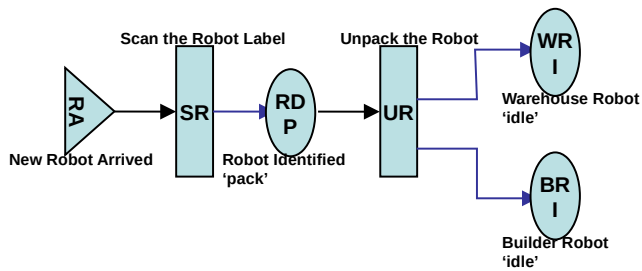 Scan the Robot Label
Unpack the Robot
RA
SR
RD
P
UR
WR
I
Warehouse Robot
‘idle’
New Robot Arrived
Robot Identified
‘pack’
BR
I
Builder Robot
‘idle’